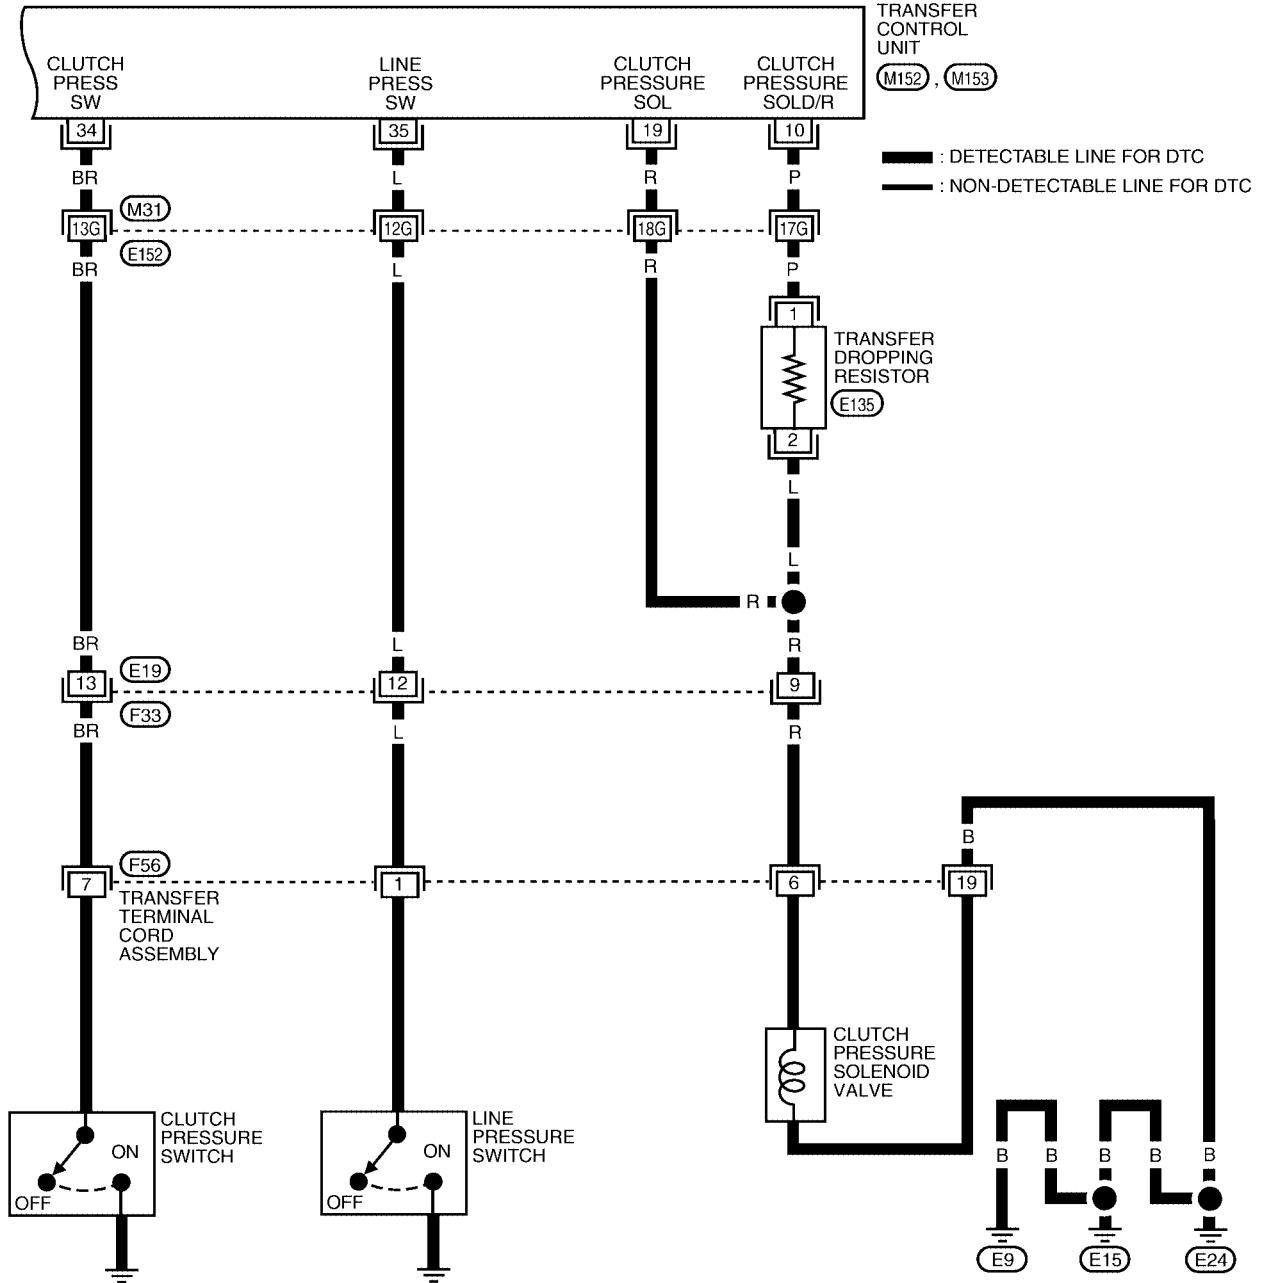 TRANSFER
CONTROL
UNIT
M152 , M153
CLUTCH
PRESS
SW
LINE
PRESS
SW
CLUTCH
PRESSURE
SOL
CLUTCH
PRESSURE
SOLD/R
34 35 19 10
: DETECTABLE LINE FOR DTC
: NON-DETECTABLE LINE FOR DTC
BR L R P
M31
13G 12G 18G 17G
E152
BR L R P
1
TRANSFER
DROPPING
RESISTOR
E135
2
L
L
R
BR L R
E19
13 12 9
F33
BR L R
B
F56
7 1 6 19
TRANSFER
TERMINAL
CORD
ASSEMBLY
CLUTCH
PRESSURE
SOLENOID
VALVE
CLUTCH
PRESSURE
SWITCH
ON
OFF
LINE
PRESSURE
SWITCH
ON
OFF
B B B B B
E9 E15 E24